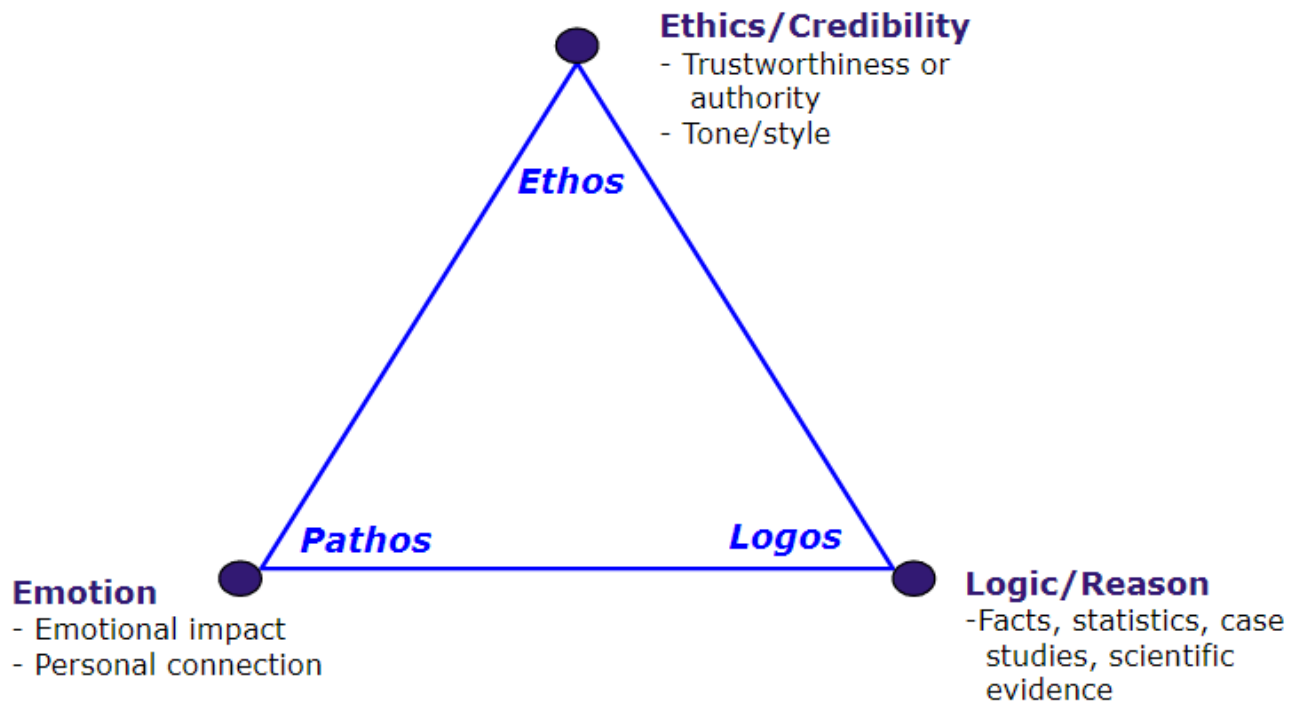 Ethics/Credibility
- Trustworthiness or
authority
- Tone/style
Ethos
Pathos
Logos
Emotion
- Emotional impact
- Personal connection
Logic/Reason
-Facts, statistics, case
studies, scientific
evidence